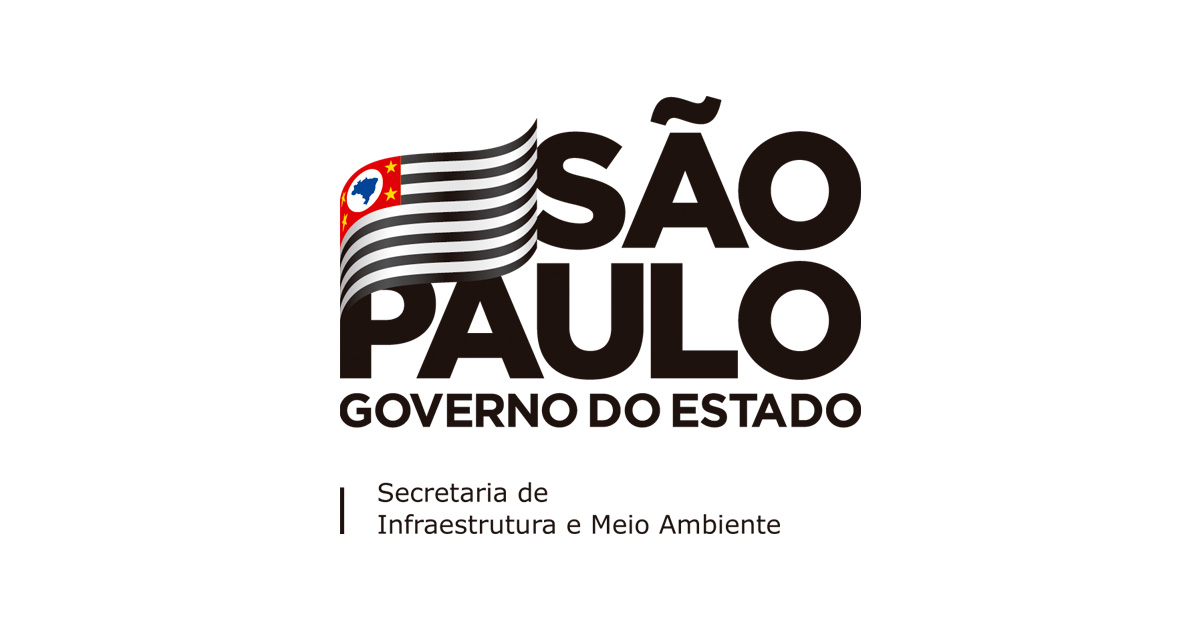 SÃO
PAULO
GOVERNO DO ESTADO
Secretaria de
Infraestrutura e Meio Ambiente